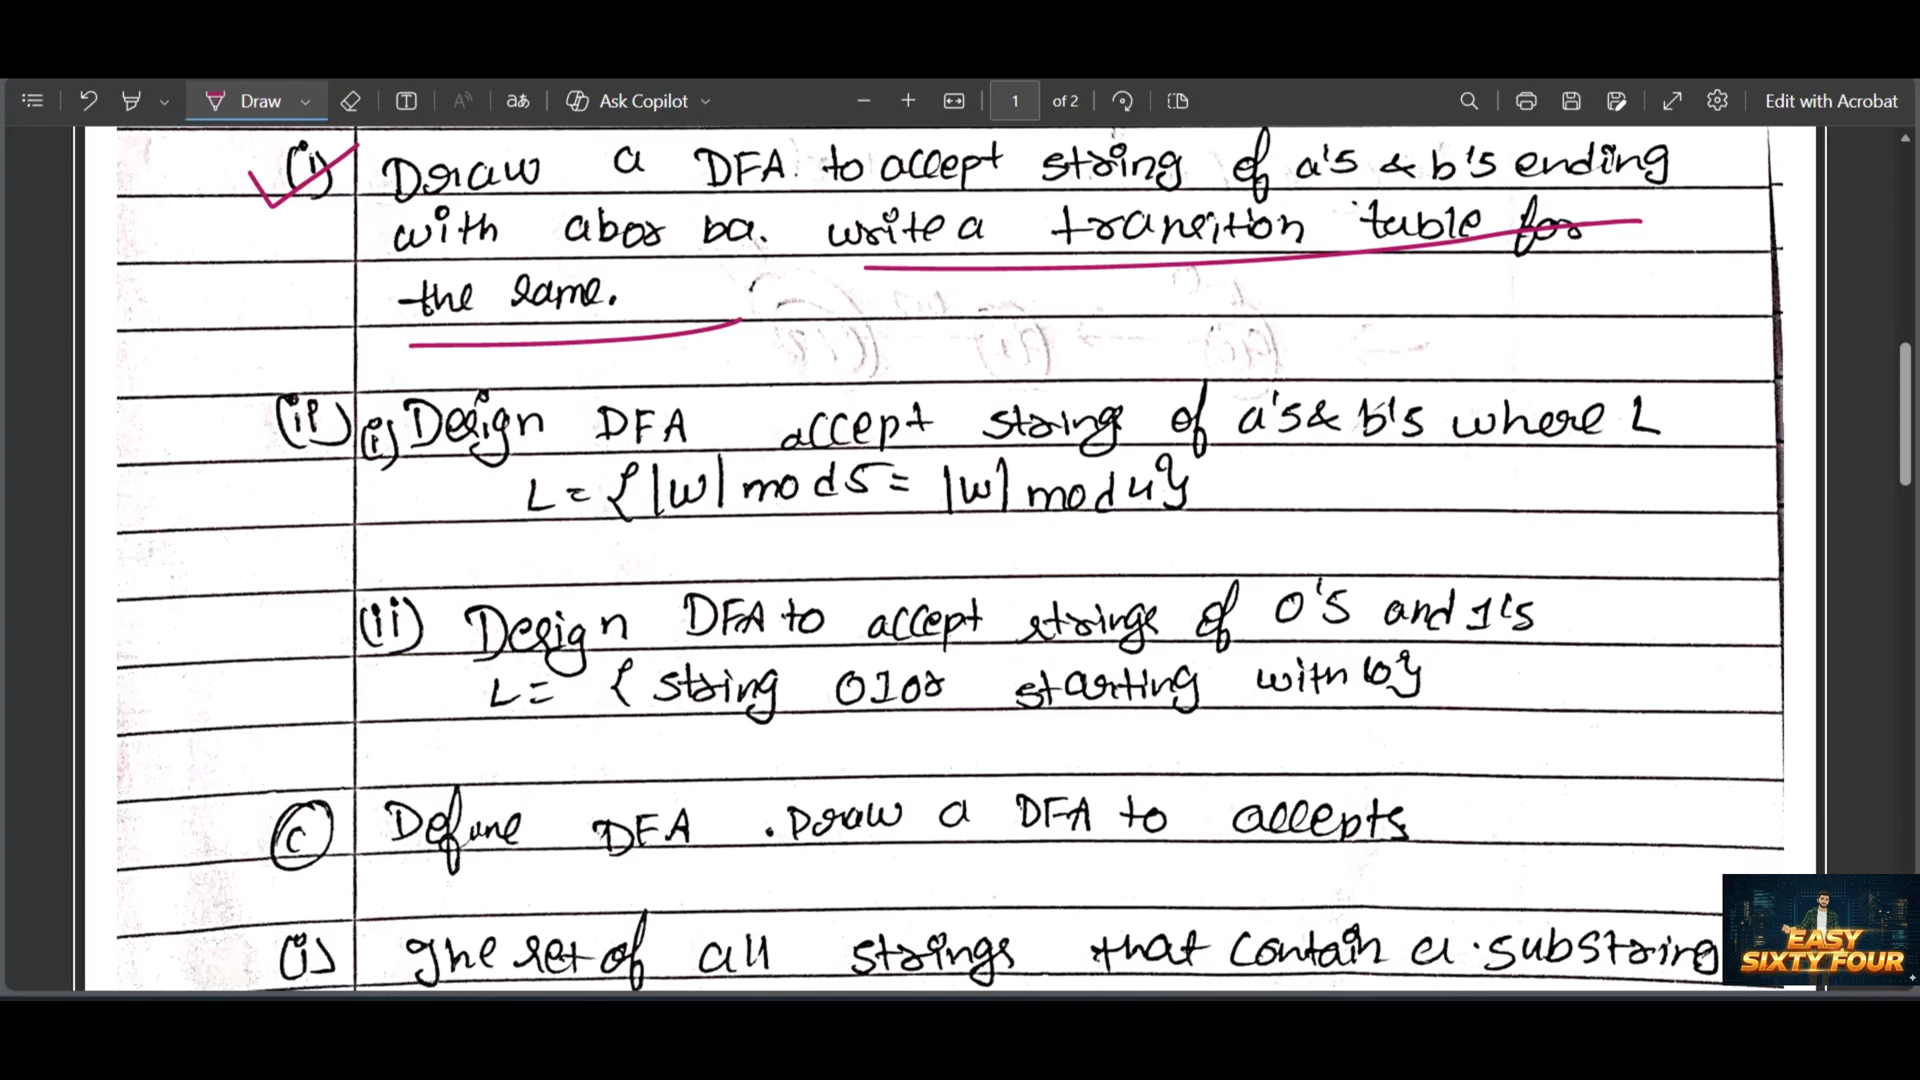 Draw
Ask Copilot
1
of 2
Edit with Acrobat
(i) Draw a DFA. to accept string of a's & b's ending
with abor ba. write a transition table for
the same.
(ii) (i) Design DFA accept string of a's & b's where L
L = { |w| mod 5 = |w| mod 4 }
(ii) Design DFA to accept strings of 0's and 1's
L = { string 010r starting with 10 }
(c) Define DFA . Draw a DFA to accepts
(i) The set of all strings that contain a substring
EASY
SIXTY FOUR